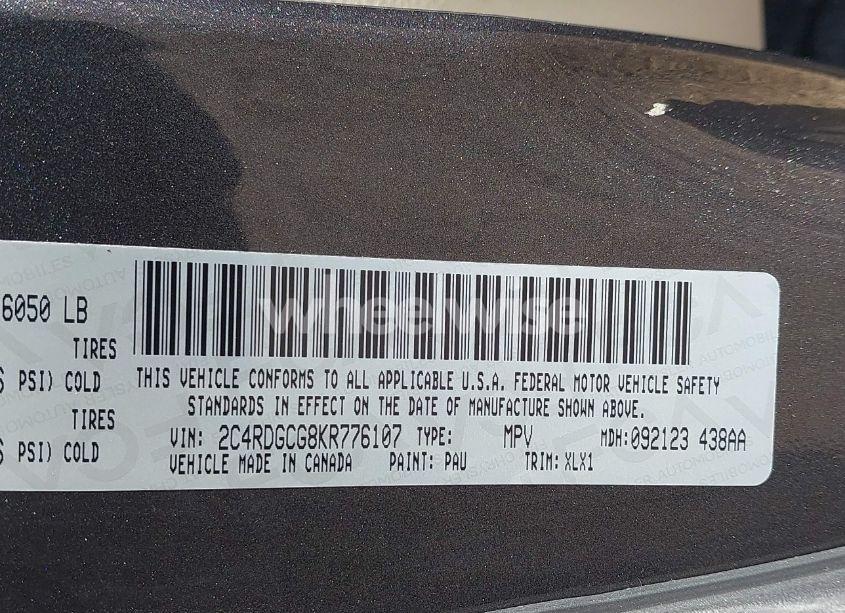 6050 LB
TIRES
PSI) COLD
TIRES
PSI) COLD
wheelwise
THIS VEHICLE CONFORMS TO ALL APPLICABLE U.S.A. FEDERAL MOTOR VEHICLE SAFETY
STANDARDS IN EFFECT ON THE DATE OF MANUFACTURE SHOWN ABOVE.
VIN: 2C4RDGCG8KR776107 TYPE: MPV MDH:092123 438AA
VEHICLE MADE IN CANADA PAINT: PAU TRIM: XLX1